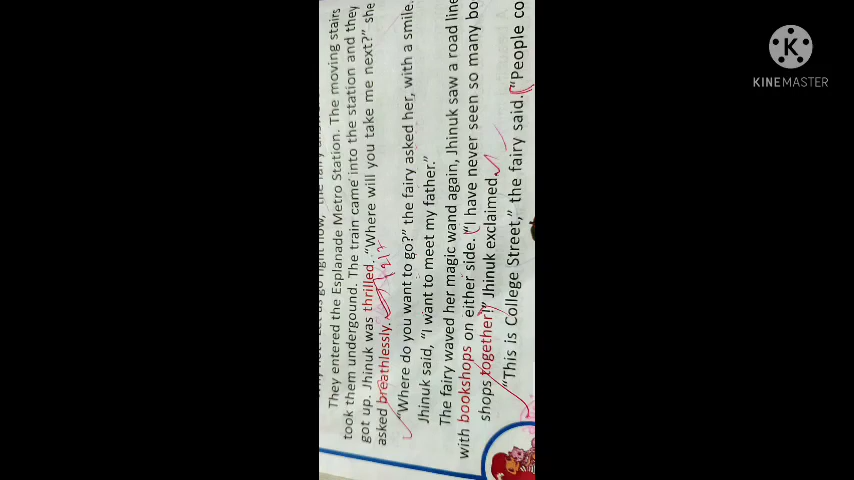 They entered the Esplanade Metro Station. The moving stairs
took them underground. The train came into the station and they
got up. Jhinuk was thrilled. "Where will you take me next?" she
asked breathlessly.
"Where do you want to go?" the fairy asked her, with a smile.
Jhinuk said, "I want to meet my father."
The fairy waved her magic wand again, Jhinuk saw a road line
with bookshops on either side. "I have never seen so many bo
shops together!" Jhinuk exclaimed.
"This is College Street," the fairy said. "People co
K
KINEMASTER